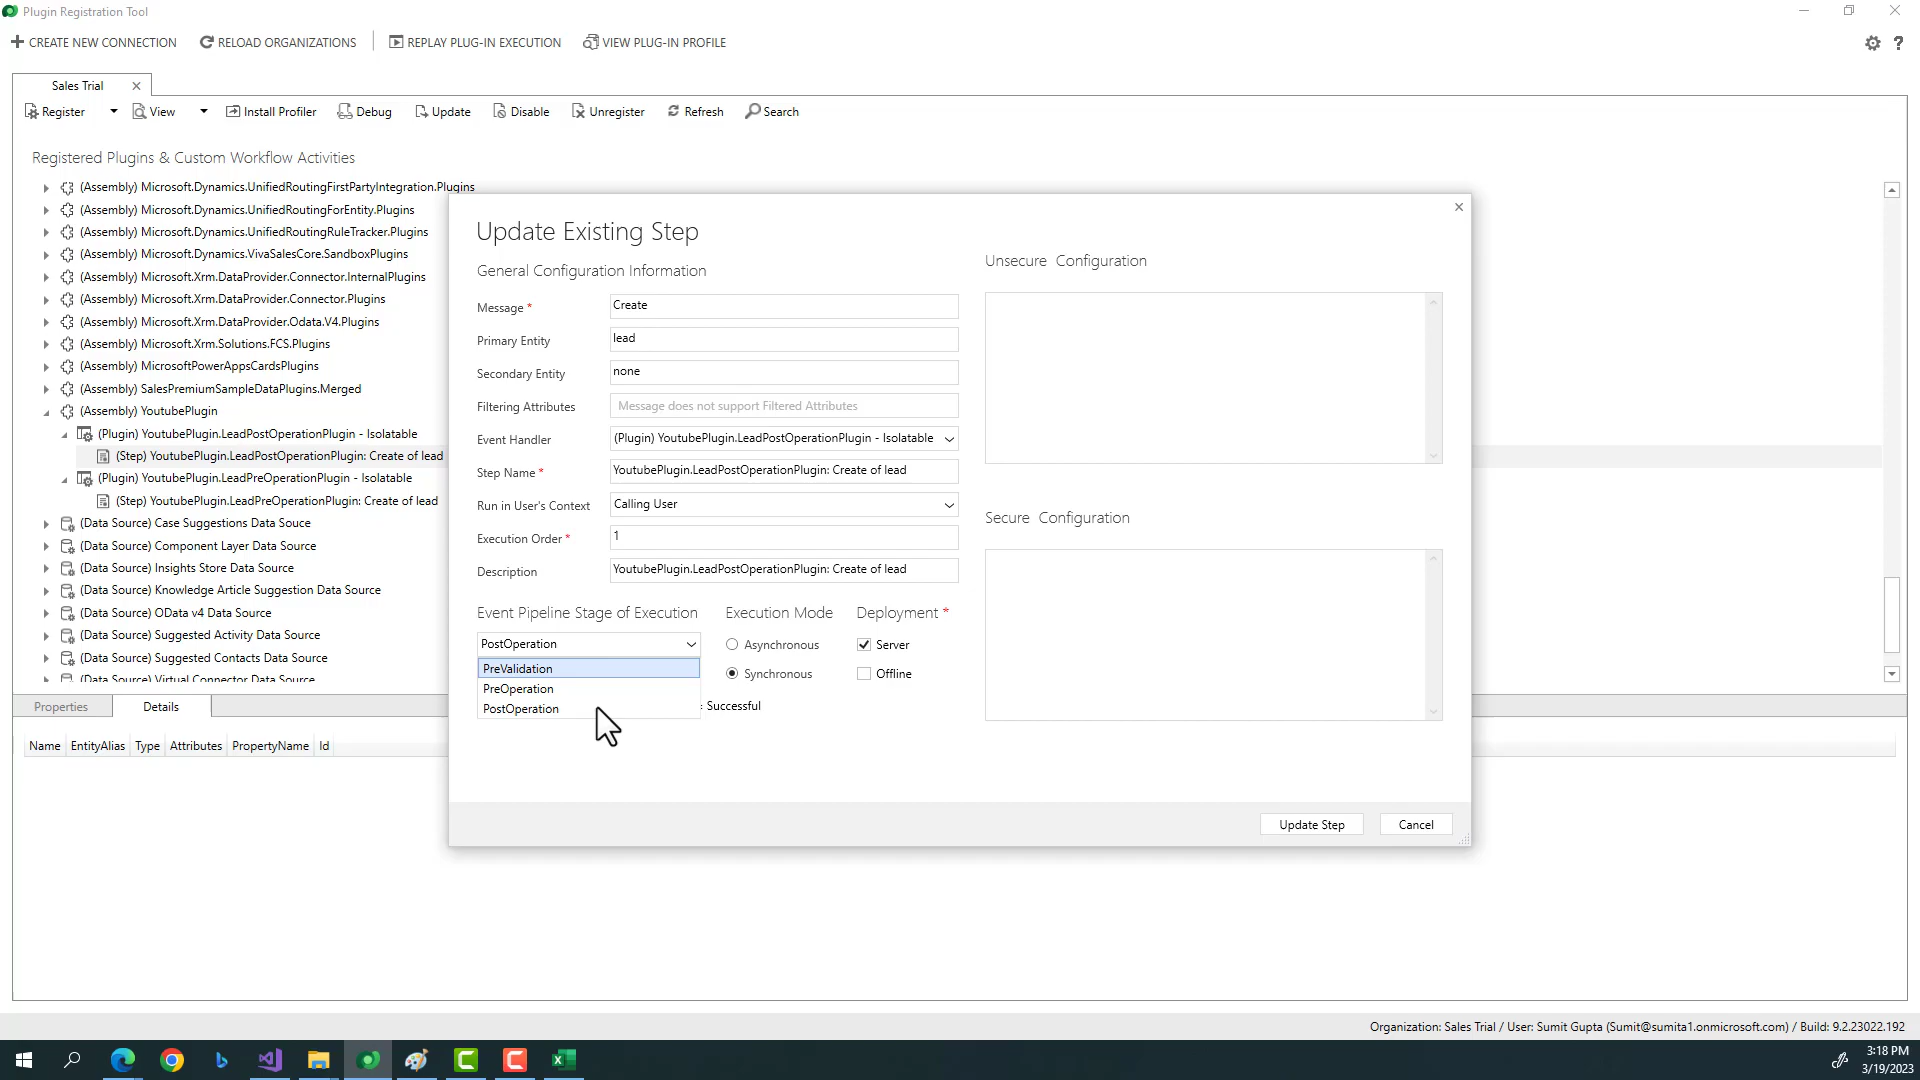 Plugin Registration Tool
CREATE NEW CONNECTION RELOAD ORGANIZATIONS REPLAY PLUG-IN EXECUTION VIEW PLUG-IN PROFILE
Sales Trial
Register View Install Profiler Debug Update Disable Unregister Refresh Search
Registered Plugins & Custom Workflow Activities
(Assembly) Microsoft.Dynamics.UnifiedRoutingFirstPartyIntegration.Plugins
(Assembly) Microsoft.Dynamics.UnifiedRoutingForEntity.Plugins
(Assembly) Microsoft.Dynamics.UnifiedRoutingRuleTracker.Plugins
(Assembly) Microsoft.Dynamics.VivaSalesCore.SandboxPlugins
(Assembly) Microsoft.Xrm.DataProvider.Connector.InternalPlugins
(Assembly) Microsoft.Xrm.DataProvider.Connector.Plugins
(Assembly) Microsoft.Xrm.DataProvider.Odata.V4.Plugins
(Assembly) Microsoft.Xrm.Solutions.FCS.Plugins
(Assembly) MicrosoftPowerAppsCardsPlugins
(Assembly) SalesPremiumSampleDataPlugins.Merged
(Assembly) YoutubePlugin
(Plugin) YoutubePlugin.LeadPostOperationPlugin - Isolatable
(Step) YoutubePlugin.LeadPostOperationPlugin: Create of lead
(Plugin) YoutubePlugin.LeadPreOperationPlugin - Isolatable
(Step) YoutubePlugin.LeadPreOperationPlugin: Create of lead
(Data Source) Case Suggestions Data Souce
(Data Source) Component Layer Data Source
(Data Source) Insights Store Data Source
(Data Source) Knowledge Article Suggestion Data Source
(Data Source) OData v4 Data Source
(Data Source) Suggested Activity Data Source
(Data Source) Suggested Contacts Data Source
(Data Source) Virtual Connector Data Source
Properties Details
Name EntityAlias Type Attributes PropertyName Id
Update Existing Step
General Configuration Information
Message * Create
Primary Entity lead
Secondary Entity none
Filtering Attributes Message does not support Filtered Attributes
Event Handler (Plugin) YoutubePlugin.LeadPostOperationPlugin - Isolatable
Step Name * YoutubePlugin.LeadPostOperationPlugin: Create of lead
Run in User's Context Calling User
Execution Order * 1
Description YoutubePlugin.LeadPostOperationPlugin: Create of lead
Event Pipeline Stage of Execution Execution Mode Deployment *
PostOperation Asynchronous Server
PreValidation
Synchronous Offline
PreOperation
PostOperation
Successful
Unsecure Configuration
Secure Configuration
Update Step Cancel
Organization: Sales Trial / User: Sumit Gupta (Sumit@sumita1.onmicrosoft.com) / Build: 9.2.23022.192
3:18 PM
3/19/2023